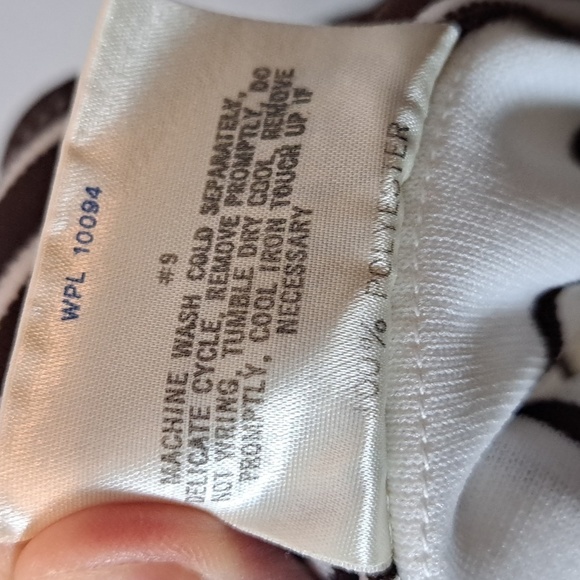 WPL 10094
#9
MACHINE WASH COLD SEPARATELY,
DELICATE CYCLE, REMOVE PROMPTLY, DO
NOT WRING, TUMBLE DRY COOL, REMOVE
PROMPTLY, COOL IRON TOUCH UP IF
NECESSARY
% POLYESTER